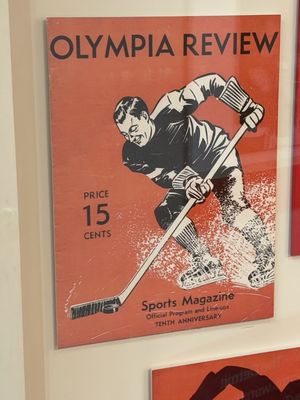 OLYMPIA REVIEW
PRICE
15
CENTS
Sports Magazine
Official Program and Line-ups
TENTH ANNIVERSARY